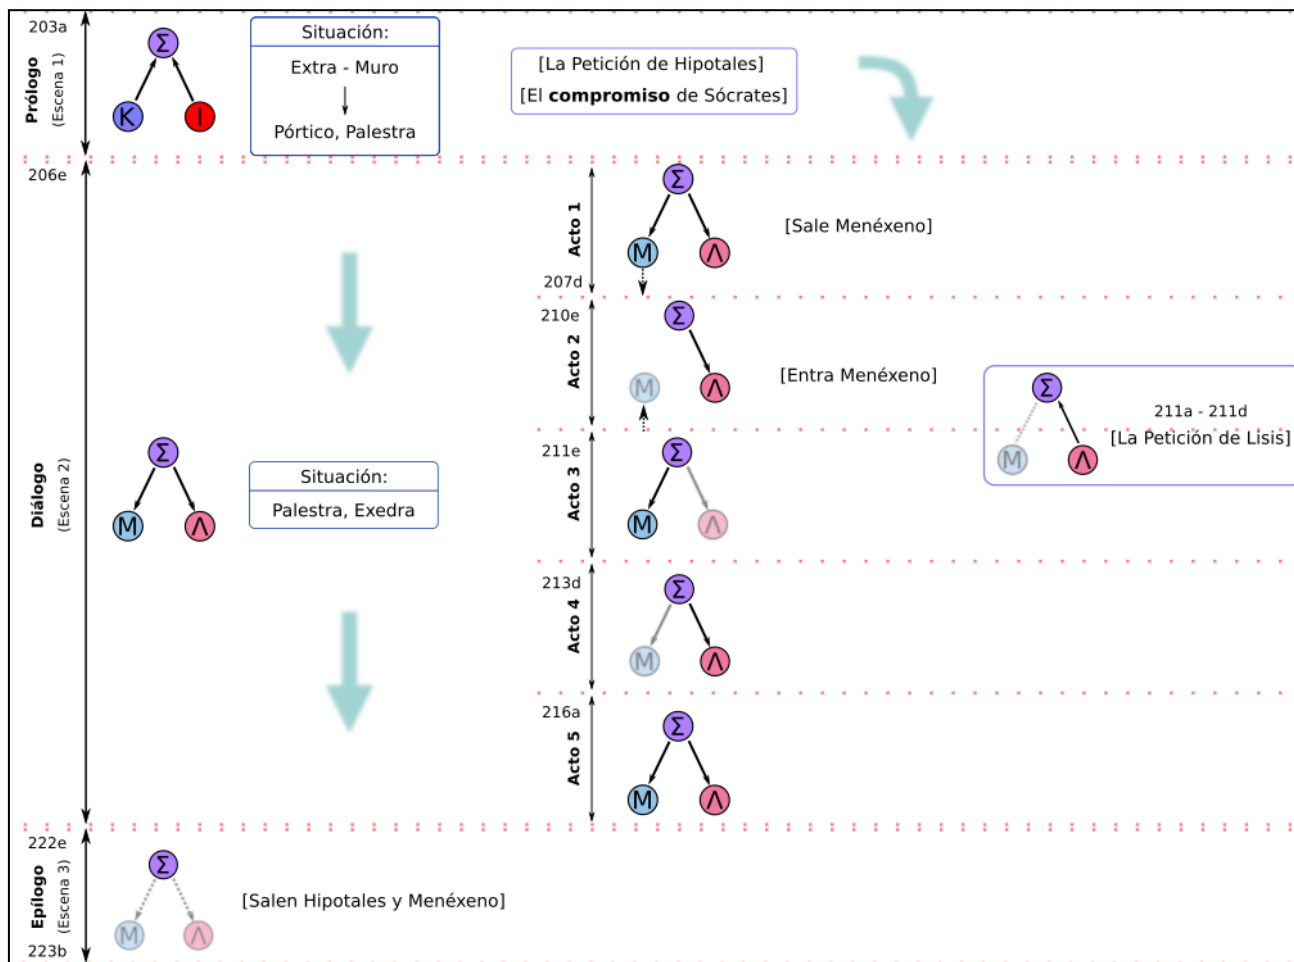 203a
Prólogo
(Escena 1)
Σ
K
I
Situación:
Extra - Muro
Pórtico, Palestra
[La Petición de Hipotales]
[El compromiso de Sócrates]
206e
Diálogo
(Escena 2)
Σ
M
Λ
Situación:
Palestra, Exedra
Acto 1
207d
Σ
M
Λ
[Sale Menéxeno]
210e
Acto 2
Σ
M
Λ
[Entra Menéxeno]
Σ
M
Λ
211a - 211d
[La Petición de Lisis]
211e
Acto 3
Σ
M
Λ
213d
Acto 4
Σ
M
Λ
216a
Acto 5
Σ
M
Λ
222e
Epílogo
(Escena 3)
223b
Σ
M
Λ
[Salen Hipotales y Menéxeno]